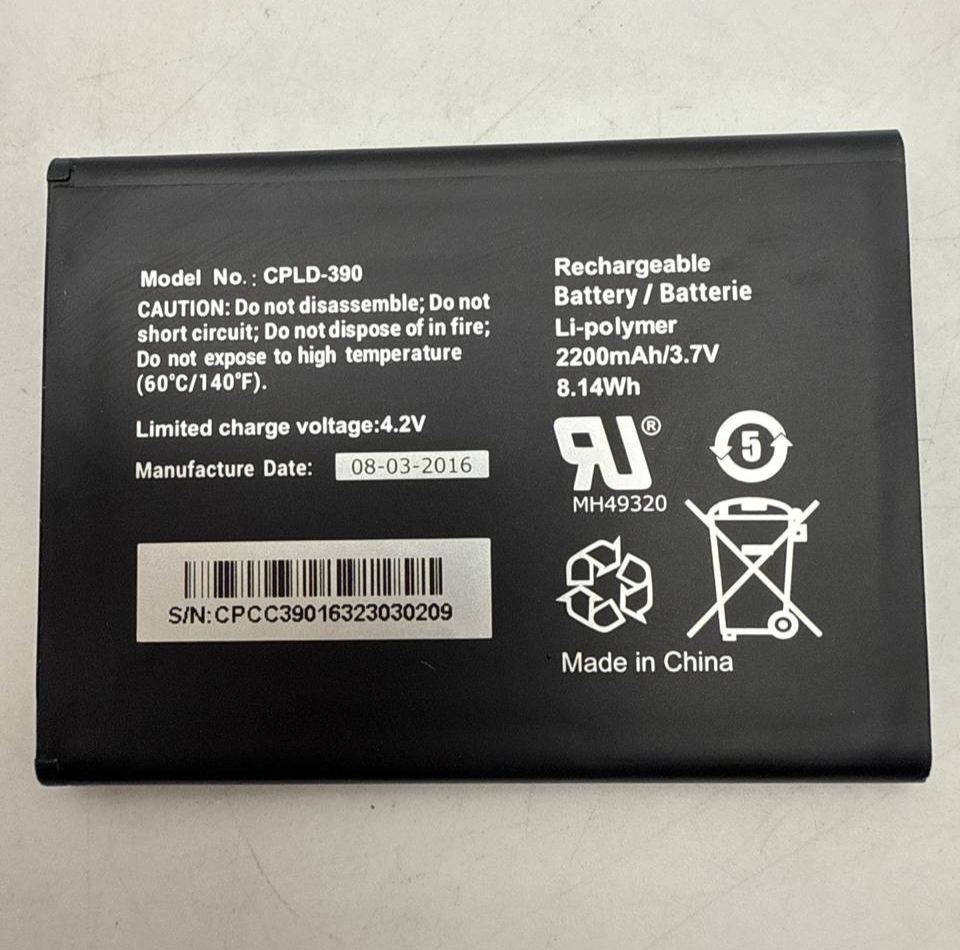 Model No.: CPLD-390
CAUTION: Do not disassemble; Do not
short circuit; Do not dispose of in fire;
Do not expose to high temperature
(60°C/140°F).
Limited charge voltage:4.2V
Manufacture Date: 08-03-2016
S/N:CPCC39016323030209
Rechargeable
Battery / Batterie
Li-polymer
2200mAh/3.7V
8.14Wh
RU®
5
MH49320
Made in China